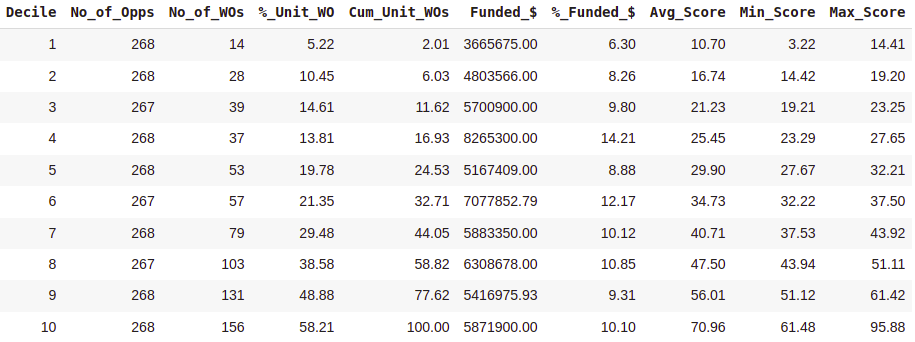 Decile No_of_Opps No_of_WOs %_Unit_WO Cum_Unit_WOs Funded_$ %_Funded_$ Avg_Score Min_Score Max_Score
1 268 14 5.22 2.01 3665675.00 6.30 10.70 3.22 14.41
2 268 28 10.45 6.03 4803566.00 8.26 16.74 14.42 19.20
3 267 39 14.61 11.62 5700900.00 9.80 21.23 19.21 23.25
4 268 37 13.81 16.93 8265300.00 14.21 25.45 23.29 27.65
5 268 53 19.78 24.53 5167409.00 8.88 29.90 27.67 32.21
6 267 57 21.35 32.71 7077852.79 12.17 34.73 32.22 37.50
7 268 79 29.48 44.05 5883350.00 10.12 40.71 37.53 43.92
8 267 103 38.58 58.82 6308678.00 10.85 47.50 43.94 51.11
9 268 131 48.88 77.62 5416975.93 9.31 56.01 51.12 61.42
10 268 156 58.21 100.00 5871900.00 10.10 70.96 61.48 95.88